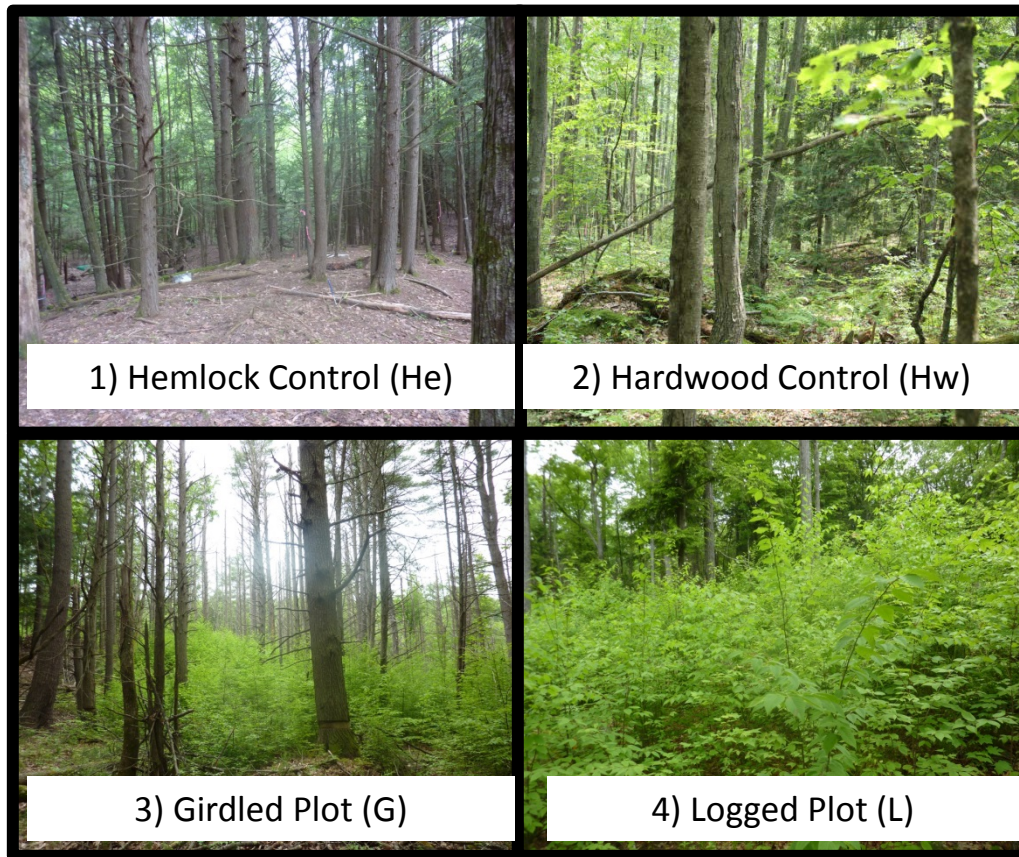 1) Hemlock Control (He)
2) Hardwood Control (Hw)
3) Girdled Plot (G)
4) Logged Plot (L)